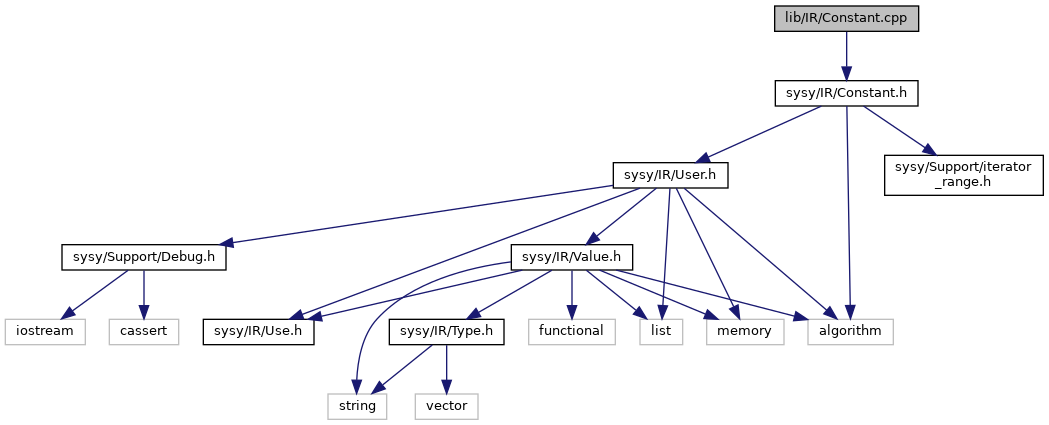 lib/IR/Constant.cpp
sysy/IR/Constant.h
sysy/IR/User.h
sysy/Support/iterator
_range.h
sysy/Support/Debug.h
sysy/IR/Value.h
iostream
cassert
sysy/IR/Use.h
sysy/IR/Type.h
functional
list
memory
algorithm
string
vector